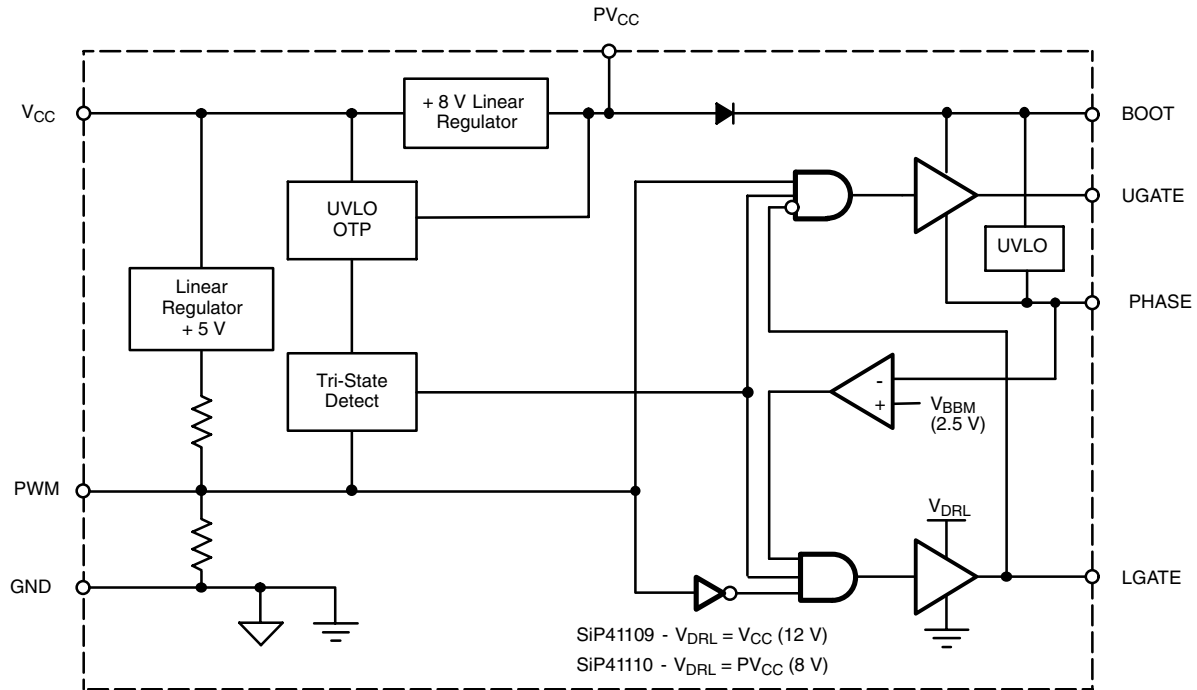 PVCC
VCC
+ 8 V Linear
Regulator
BOOT
UVLO
OTP
UGATE
UVLO
Linear
Regulator
+ 5 V
PHASE
Tri-State
Detect
-
+
VBBM
(2.5 V)
PWM
VDRL
GND
LGATE
SiP41109 - VDRL = VCC (12 V)
SiP41110 - VDRL = PVCC (8 V)